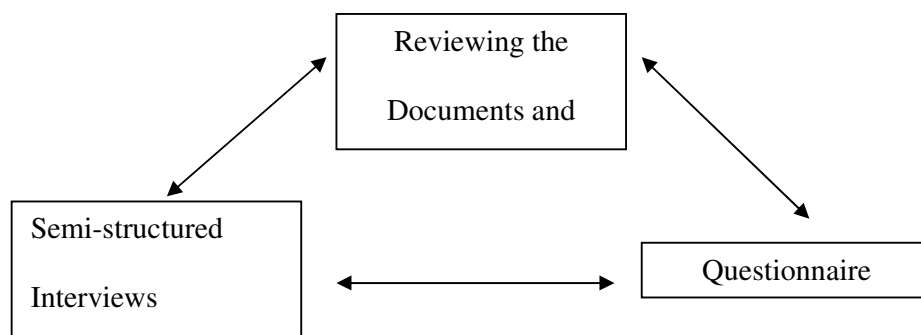 Reviewing the
Documents and
Semi-structured
Interviews
Questionnaire